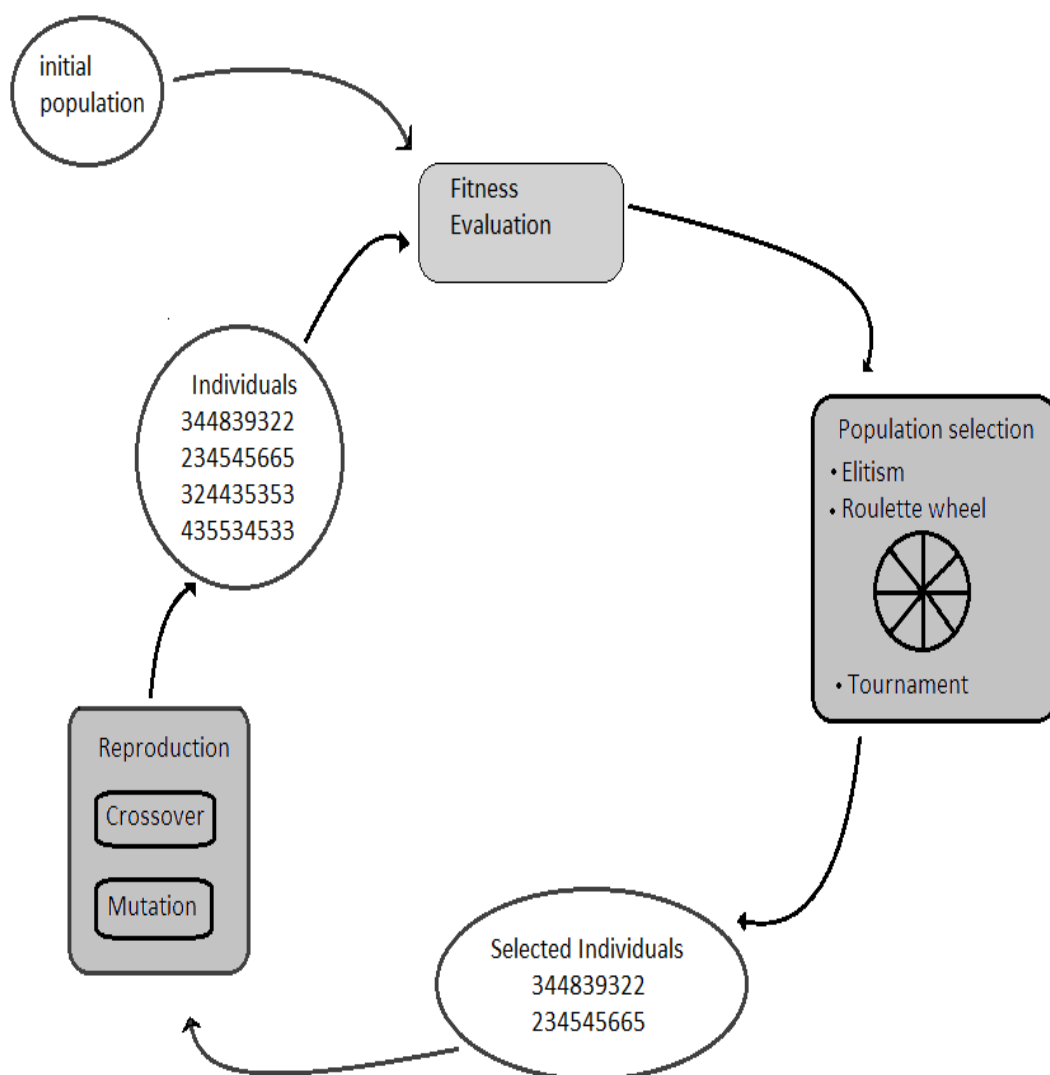 initial
population
Fitness
Evaluation
Individuals
344839322
234545665
324435353
435534533
Population selection
• Elitism
• Roulette wheel
• Tournament
Reproduction
Crossover
Mutation
Selected Individuals
344839322
234545665